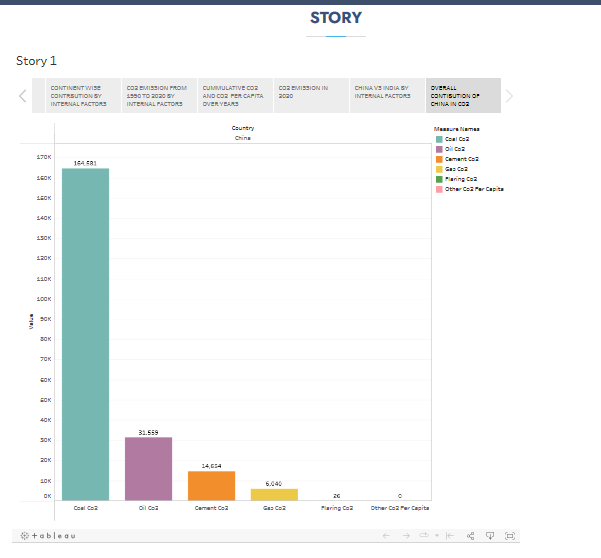 STORY
Story 1
CONTINENT WISE
CONTRIBUTION BY
INTERNAL FACTORS
CO2 EMISSION FROM
1990 TO 2020 BY
INTERNAL FACTORS
CUMMULATIVE CO2
AND CO2 PER CAPITA
OVER YEARS
CO2 EMISSION IN
2020
CHINA VS INDIA BY
INTERNAL FACTORS
OVERALL
CONTIBUTION OF
CHINA IN CO2
Country
China
Measure Names
Coal Co2
Oil Co2
Cement Co2
Gas Co2
Flaring Co2
Other Co2 Per Capita
Value
170K
160K
150K
140K
130K
120K
110K
100K
90K
80K
70K
60K
50K
40K
30K
20K
10K
0K
164,581
31,559
14,654
6,040
26
0
Coal Co2
Oil Co2
Cement Co2
Gas Co2
Flaring Co2
Other Co2 Per Capita
+ a b l e a u